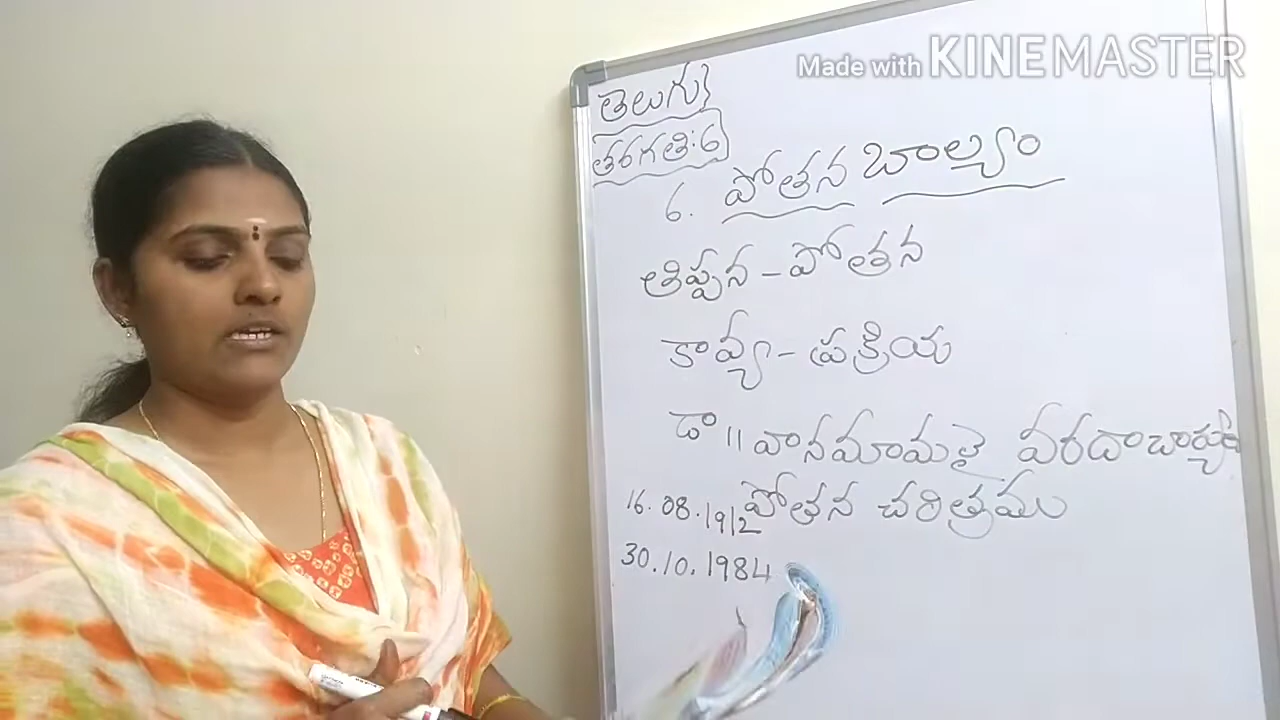 Made with KINEMASTER
తెలుగు
తరగతి:6
6. పోతన బాల్యం
తిప్పన - పోతన
కావ్య - ప్రక్రియ
డా॥ వానమామలై వరదాచార్యులు
16.08.1912 పోతన చరిత్రము
30.10.1984